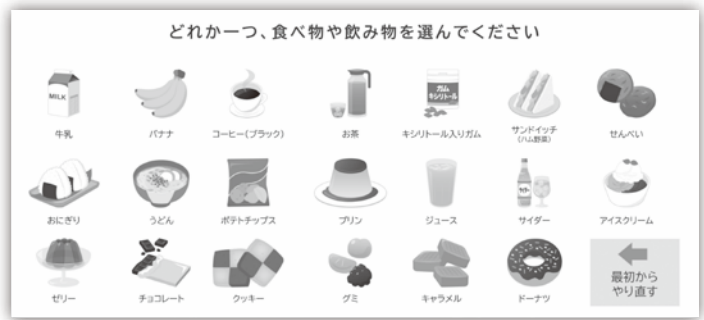 どれか一つ、食べ物や飲み物を選んでください
MILK
ガム
キシリトール
牛乳
バナナ
コーヒー(ブラック)
お茶
キシリトール入りガム
サンドイッチ
(ハム野菜)
せんべい
サイダー
おにぎり
うどん
ポテトチップス
プリン
ジュース
サイダー
アイスクリーム
ゼリー
チョコレート
クッキー
グミ
キャラメル
ドーナツ
最初から
やり直す